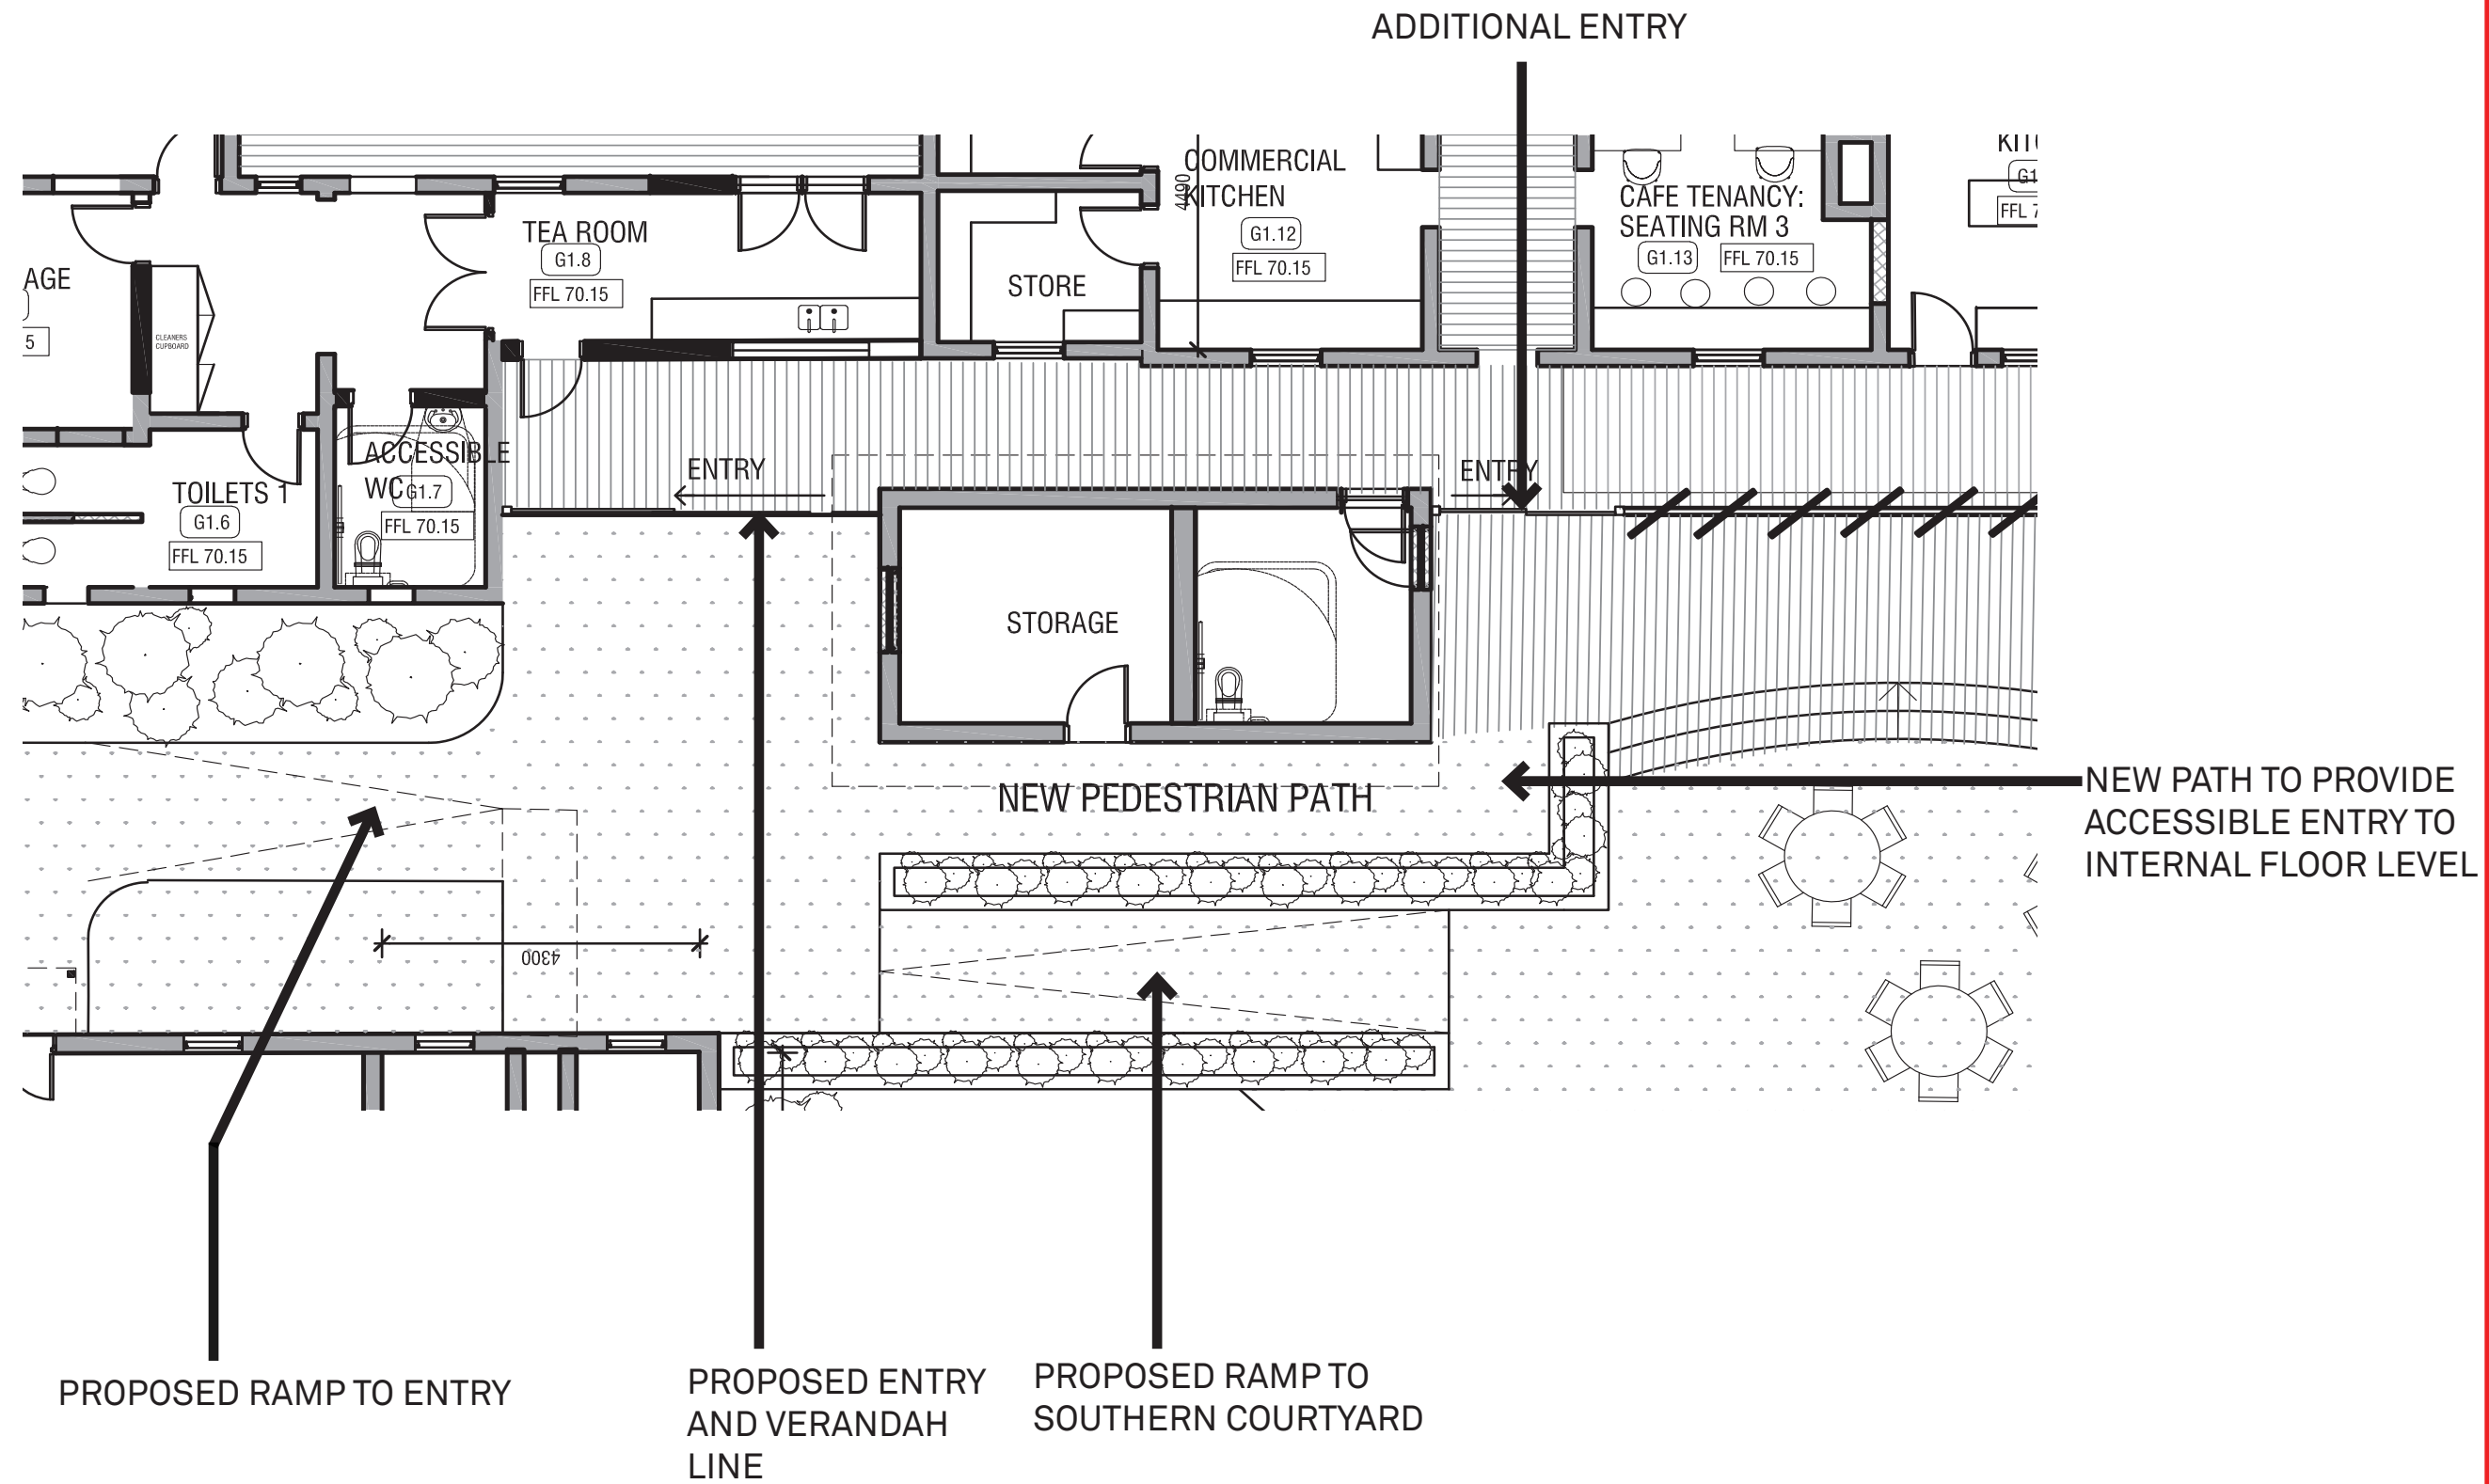 ADDITIONAL ENTRY
COMMERCIAL
KITCHEN
4490
G1.12
FFL 70.15
CAFE TENANCY:
SEATING RM 3
G1.13
FFL 70.15
TEA ROOM
G1.8
FFL 70.15
STORE
AGE
5
CLEANERS
CUPBOARD
ACCESSIBLE
WC
G1.7
FFL 70.15
TOILETS 1
G1.6
FFL 70.15
ENTRY
ENTRY
STORAGE
NEW PEDESTRIAN PATH
4300
NEW PATH TO PROVIDE
ACCESSIBLE ENTRY TO
INTERNAL FLOOR LEVEL
PROPOSED RAMP TO ENTRY
PROPOSED ENTRY
AND VERANDAH
LINE
PROPOSED RAMP TO
SOUTHERN COURTYARD